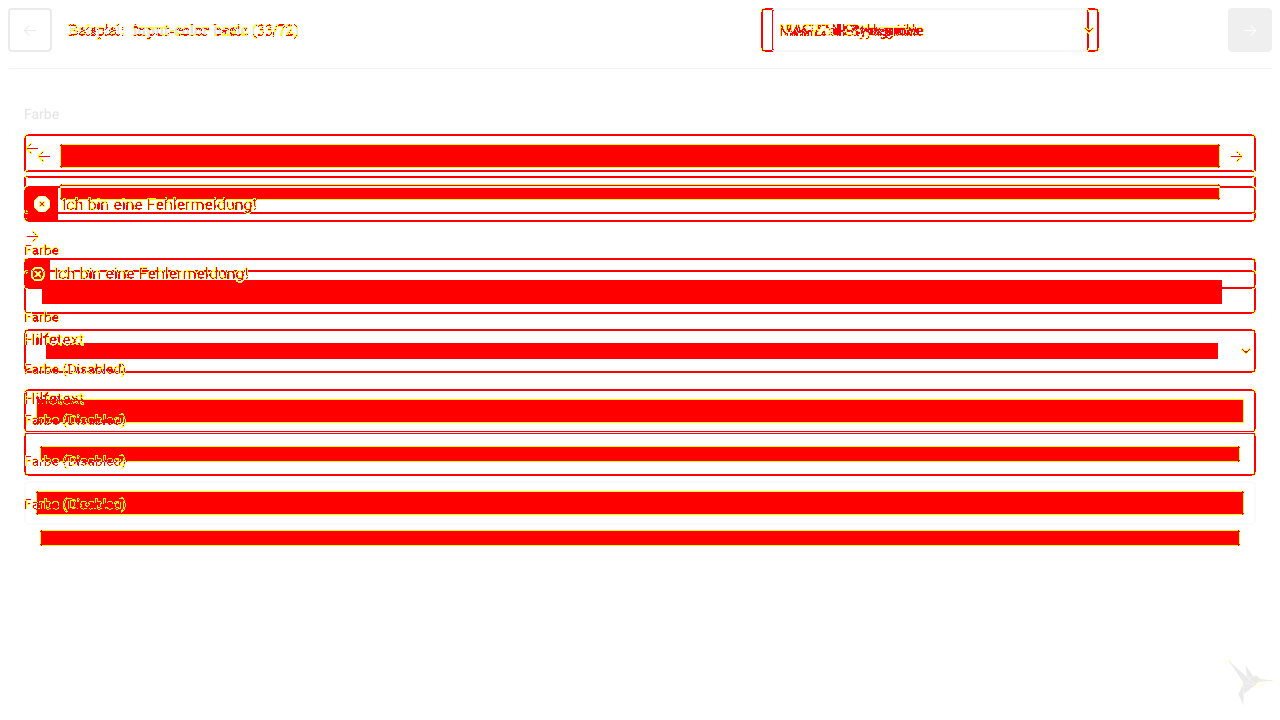 Beispiel: input-color basic (33/72)
Farbe
Ich bin eine Fehlermeldung!
Farbe
Ich bin eine Fehlermeldung!
Farbe
Hilfetext
Farbe (Disabled)
Hilfetext
Farbe (Disabled)
Farbe (Disabled)
Farbe (Disabled)